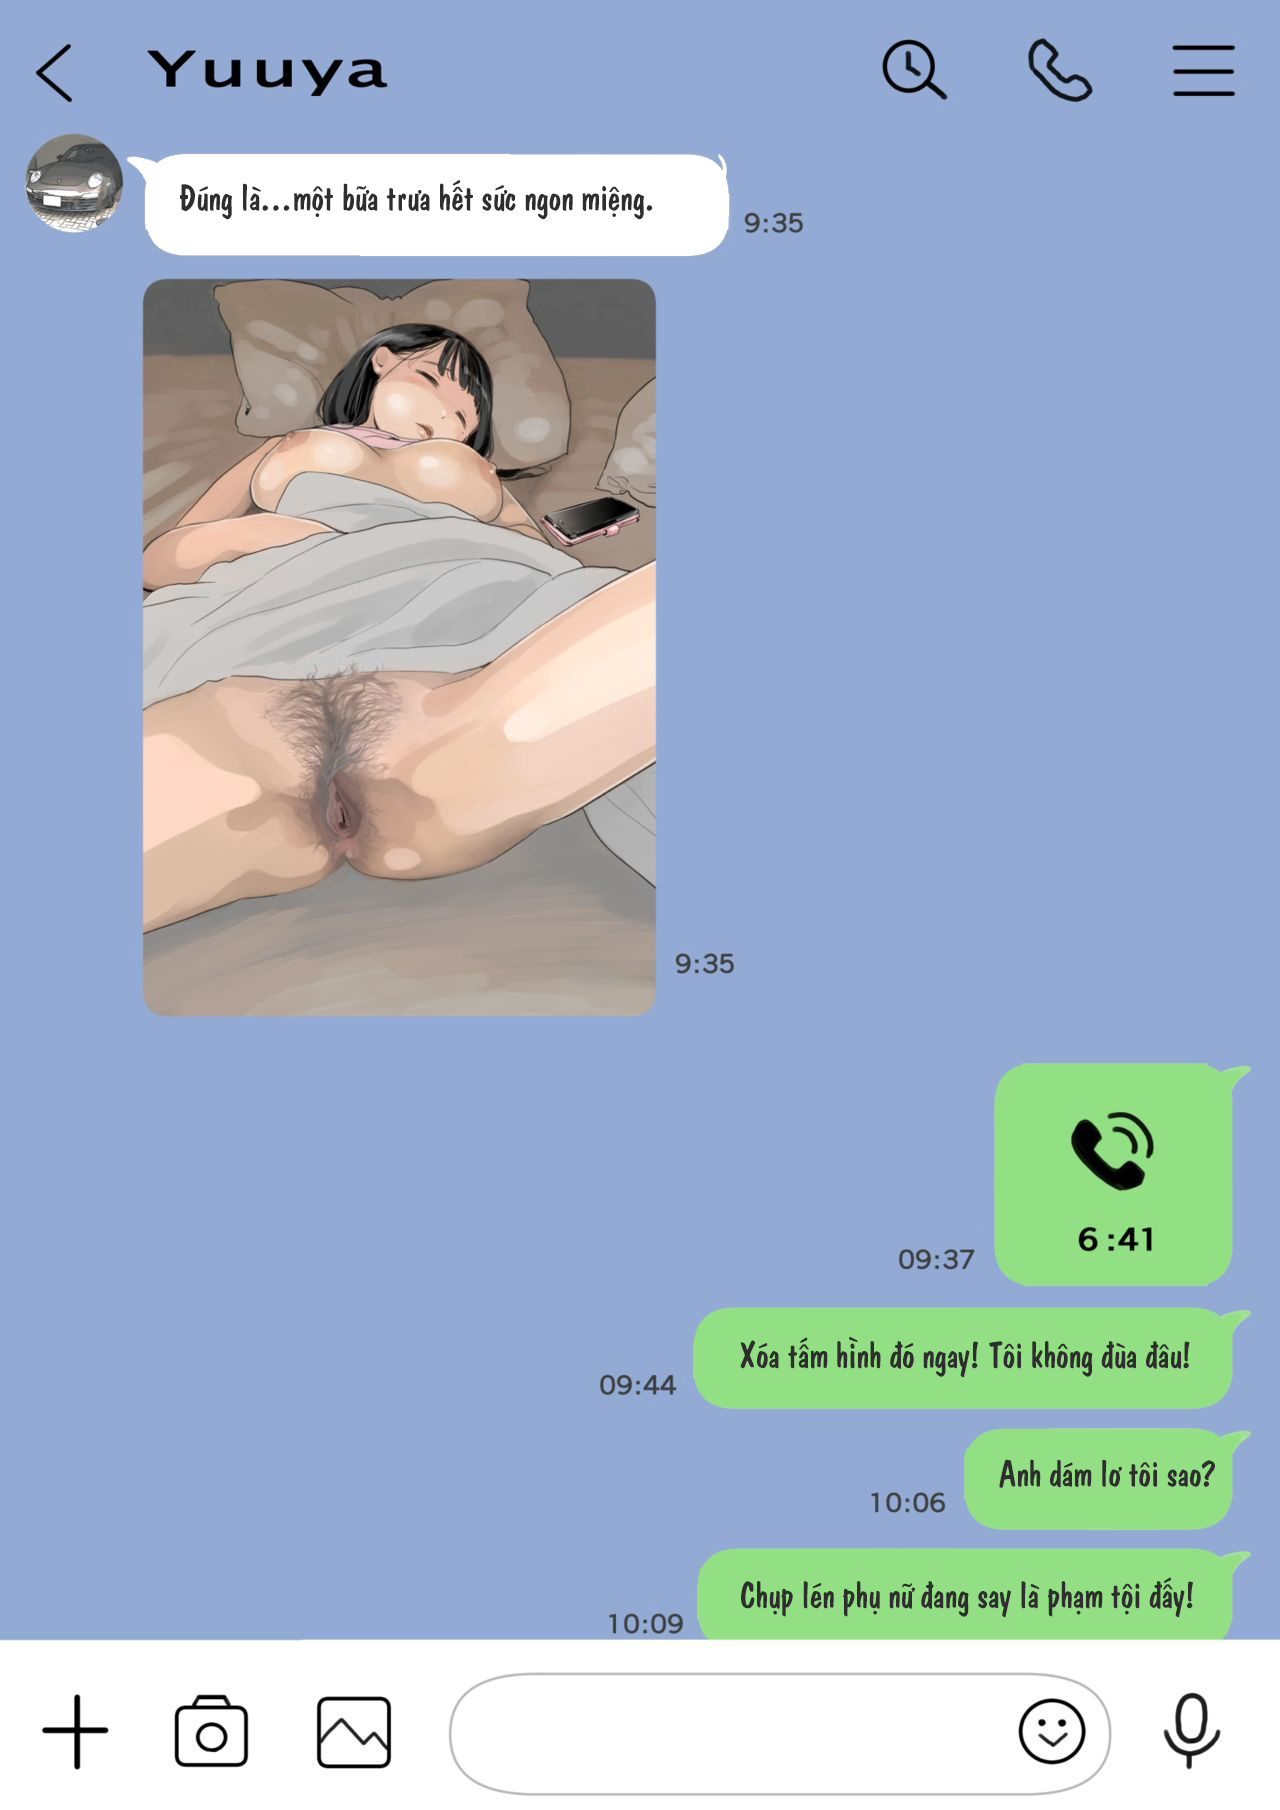 Yuuya
Đúng là...một bữa trưa hết sức ngon miệng.
9:35
9:35
6:41
09:37
Xóa tấm hình đó ngay! Tôi không đùa đâu!
09:44
Anh dám lơ tôi sao?
10:06
Chụp lén phụ nữ đang say là phạm tội đấy!
10:09